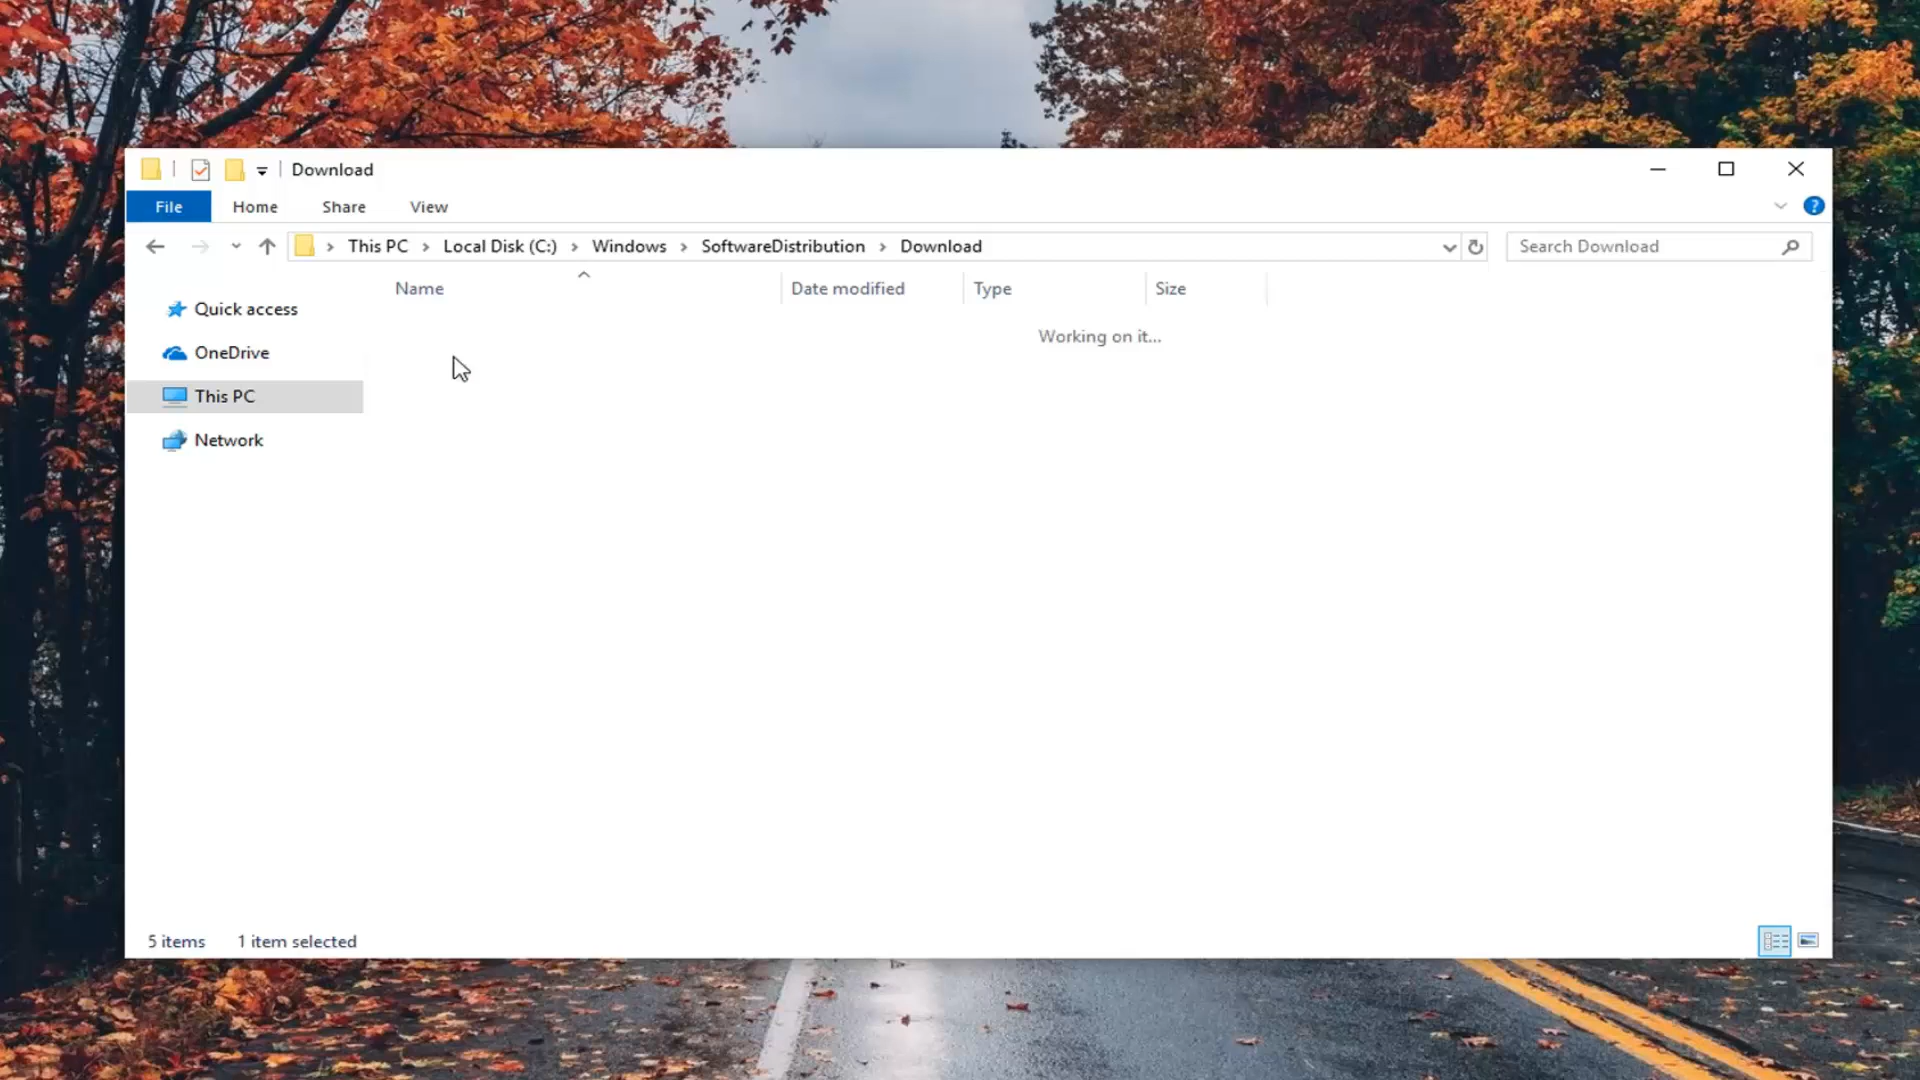 Download
File Home Share View
This PC Local Disk (C:) Windows SoftwareDistribution Download Search Download
Name Date modified Type Size
Working on it...
Quick access
OneDrive
This PC
Network
5 items 1 item selected